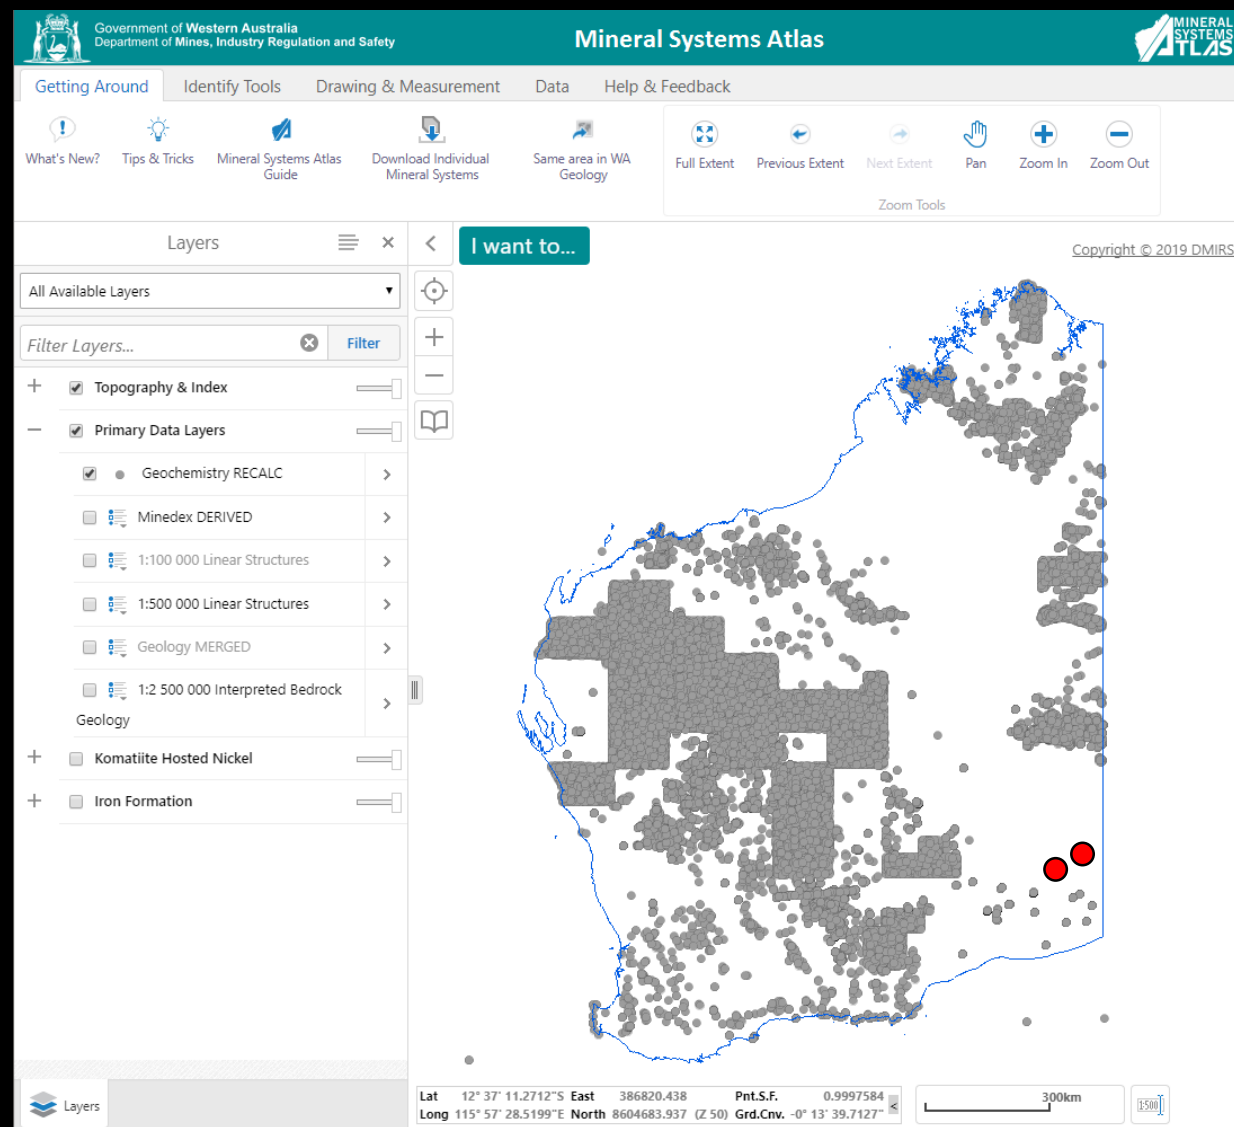 Government of Western Australia
Department of Mines, Industry Regulation and Safety
Mineral Systems Atlas
MINERAL
SYSTEMS
ATLAS
Getting Around
Identify Tools
Drawing & Measurement
Data
Help & Feedback
What's New?
Tips & Tricks
Mineral Systems Atlas
Guide
Download Individual
Mineral Systems
Same area in WA
Geology
Full Extent
Previous Extent
Next Extent
Pan
Zoom In
Zoom Out
Zoom Tools
Layers
I want to...
Copyright © 2019 DMIRS
All Available Layers
Filter Layers...
Filter
Topography & Index
Primary Data Layers
Geochemistry RECALC
Minedex DERIVED
1:100 000 Linear Structures
1:500 000 Linear Structures
Geology MERGED
1:2 500 000 Interpreted Bedrock
Geology
Komatiite Hosted Nickel
Iron Formation
Layers
Lat 12° 37' 11.2712"S East 386820.438 Pnt.S.F. 0.9997584
Long 115° 57' 28.5199"E North 8604683.937 (Z 50) Grd.Cnv. -0° 13' 39.7127"
300km
1:500